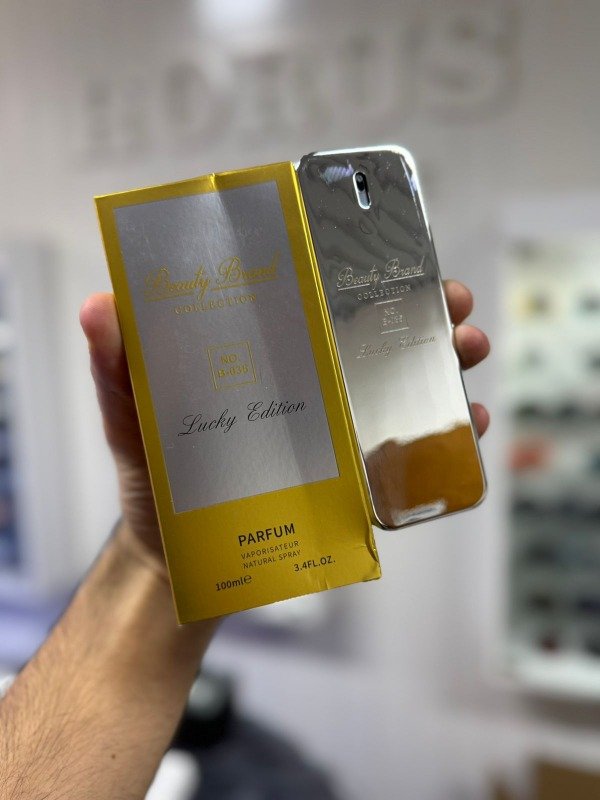 Beauty Brand
COLLECTION
NO.
B-036
Lucky Edition
PARFUM
VAPORISATEUR
NATURAL SPRAY
100ml℮ 3.4FL.OZ.
Beauty Brand
COLLECTION
NO.
Lucky Edition